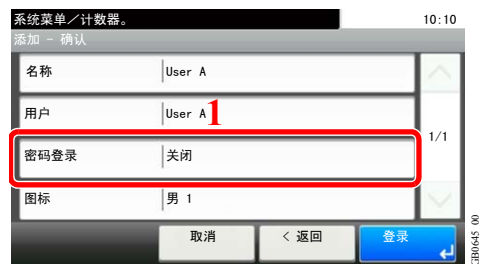 系统菜单／计数器。 10:10
添加 - 确认
名称 User A
用户 User A 1
1/1
密码登录 关闭
图标 男 1
取消 < 返回 登录
GB0645_00